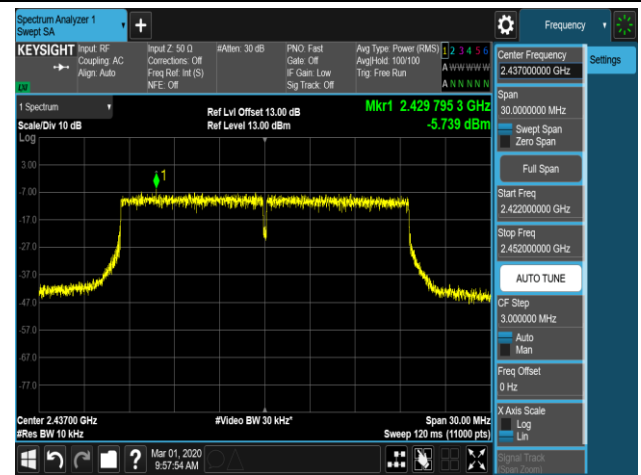 Spectrum Analyzer 1
Swept SA
Frequency
KEYSIGHT
Input: RF
Coupling: AC
Align: Auto
Input Z: 50 Ω
Corrections: Off
Freq Ref: Int (S)
NFE: Off
#Atten: 30 dB
PNO: Fast
Gate: Off
IF Gain: Low
Sig Track: Off
Avg Type: Power (RMS)
Avg|Hold: 100/100
Trig: Free Run
1 2 3 4 5 6
A W W W W W
A N N N N N
LXI
1 Spectrum
Scale/Div 10 dB
Log
Ref Lvl Offset 13.00 dB
Ref Level 13.00 dBm
Mkr1 2.429 795 3 GHz
-5.739 dBm
1
3.00
-7.00
-17.0
-27.0
-37.0
-47.0
-57.0
-67.0
-77.0
Center 2.43700 GHz
#Res BW 10 kHz
#Video BW 30 kHz*
Span 30.00 MHz
Sweep 120 ms (11000 pts)
Mar 01, 2020
9:57:54 AM
Settings
Center Frequency
2.437000000 GHz
Span
30.0000000 MHz
Swept Span
Zero Span
Full Span
Start Freq
2.422000000 GHz
Stop Freq
2.452000000 GHz
AUTO TUNE
CF Step
3.000000 MHz
Auto
Man
Freq Offset
0 Hz
X Axis Scale
Log
Lin
Signal Track
(Span Zoom)